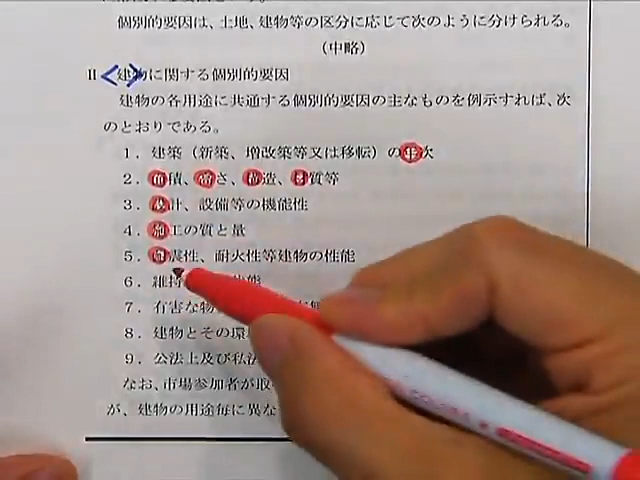 個別的要因は、土地、建物等の区分に応じて次のように分けられる。
（中略）
Ⅱ 建物に関する個別的要因
建物の各用途に共通する個別的要因の主なものを例示すれば、次
のとおりである。
1．建築（新築、増改築等又は移転）の年次
2．面積、高さ、構造、材質等
3．設計、設備等の機能性
4．施工の質と量
5．耐震性、耐火性等建物の性能
6．維持
7．有害な物
8．建物とその環
9．公法上及び私法
なお、市場参加者が取
が、建物の用途毎に異な